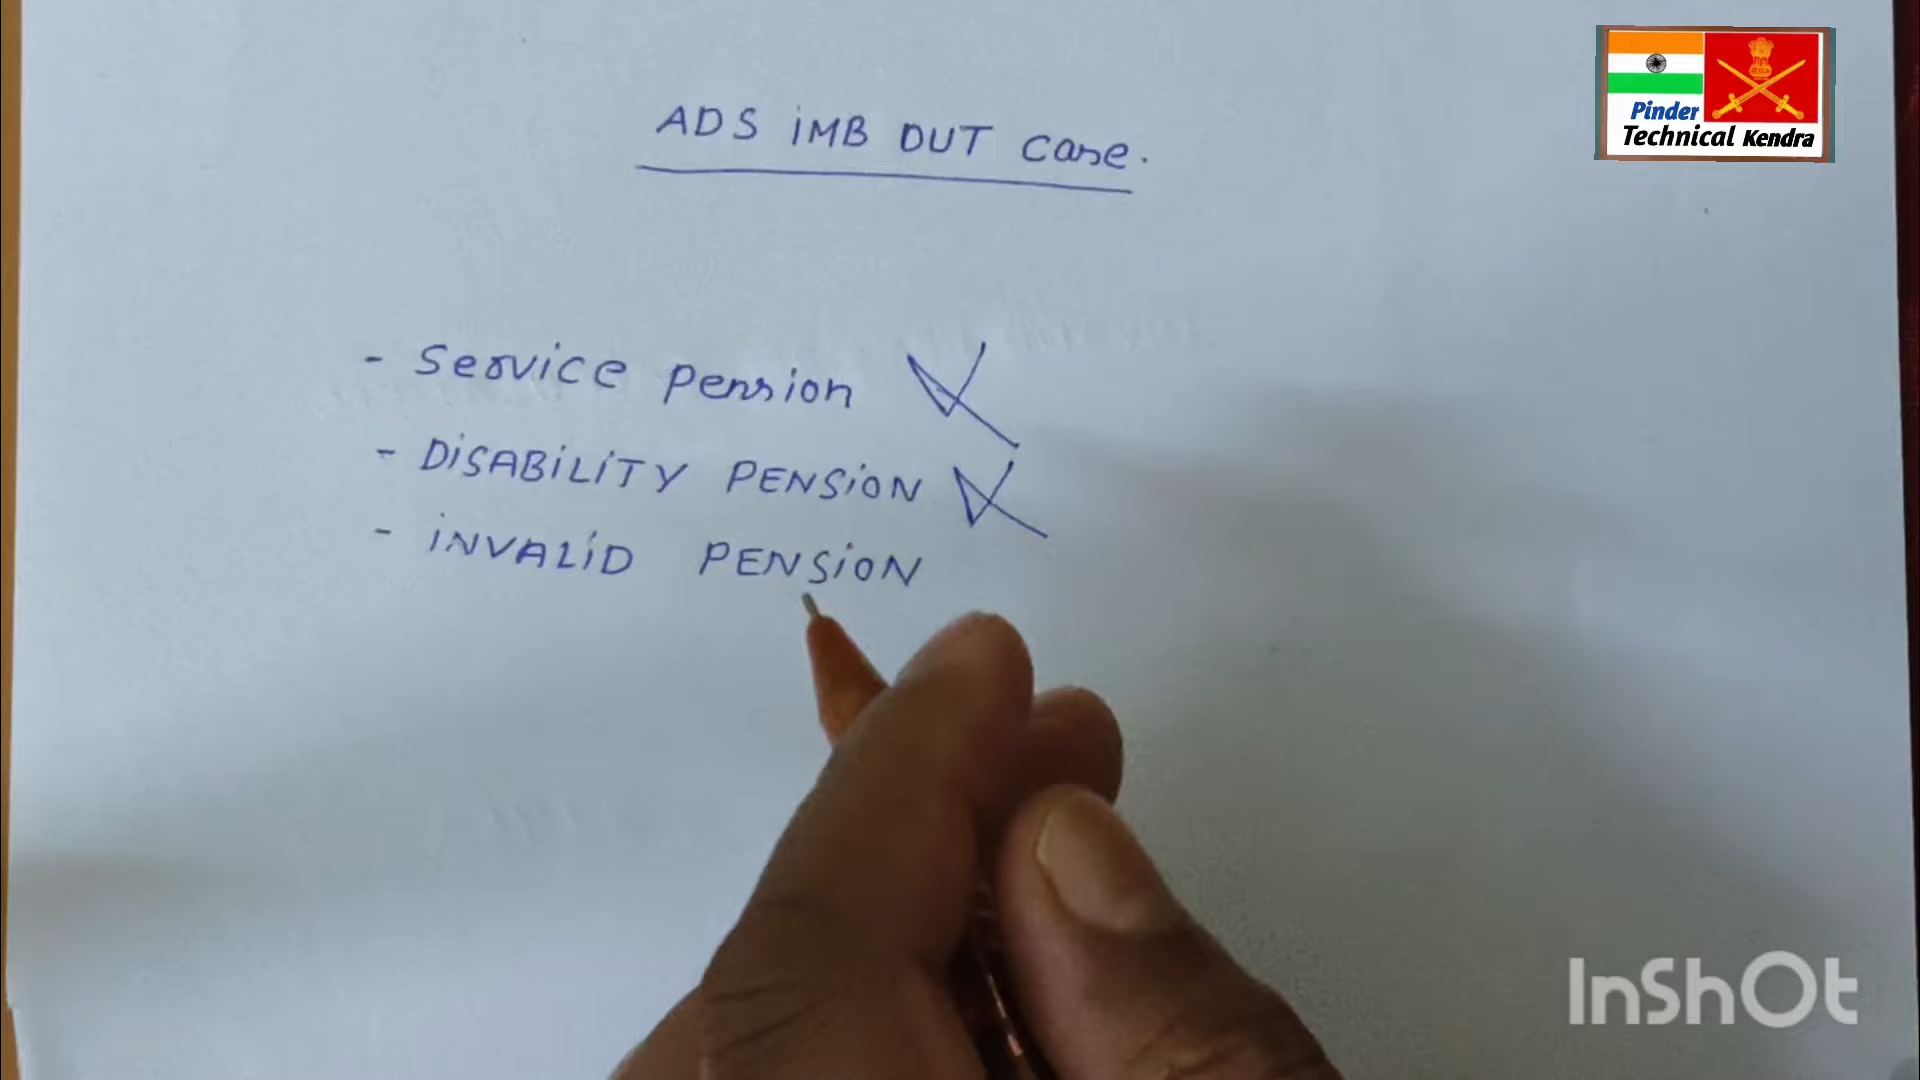 ADS iMB OUT Case.
- Service Pension
- DiSABiLiTY PENSiON
- iNVALiD PENSiON
Pinder
Technical Kendra
InShOt